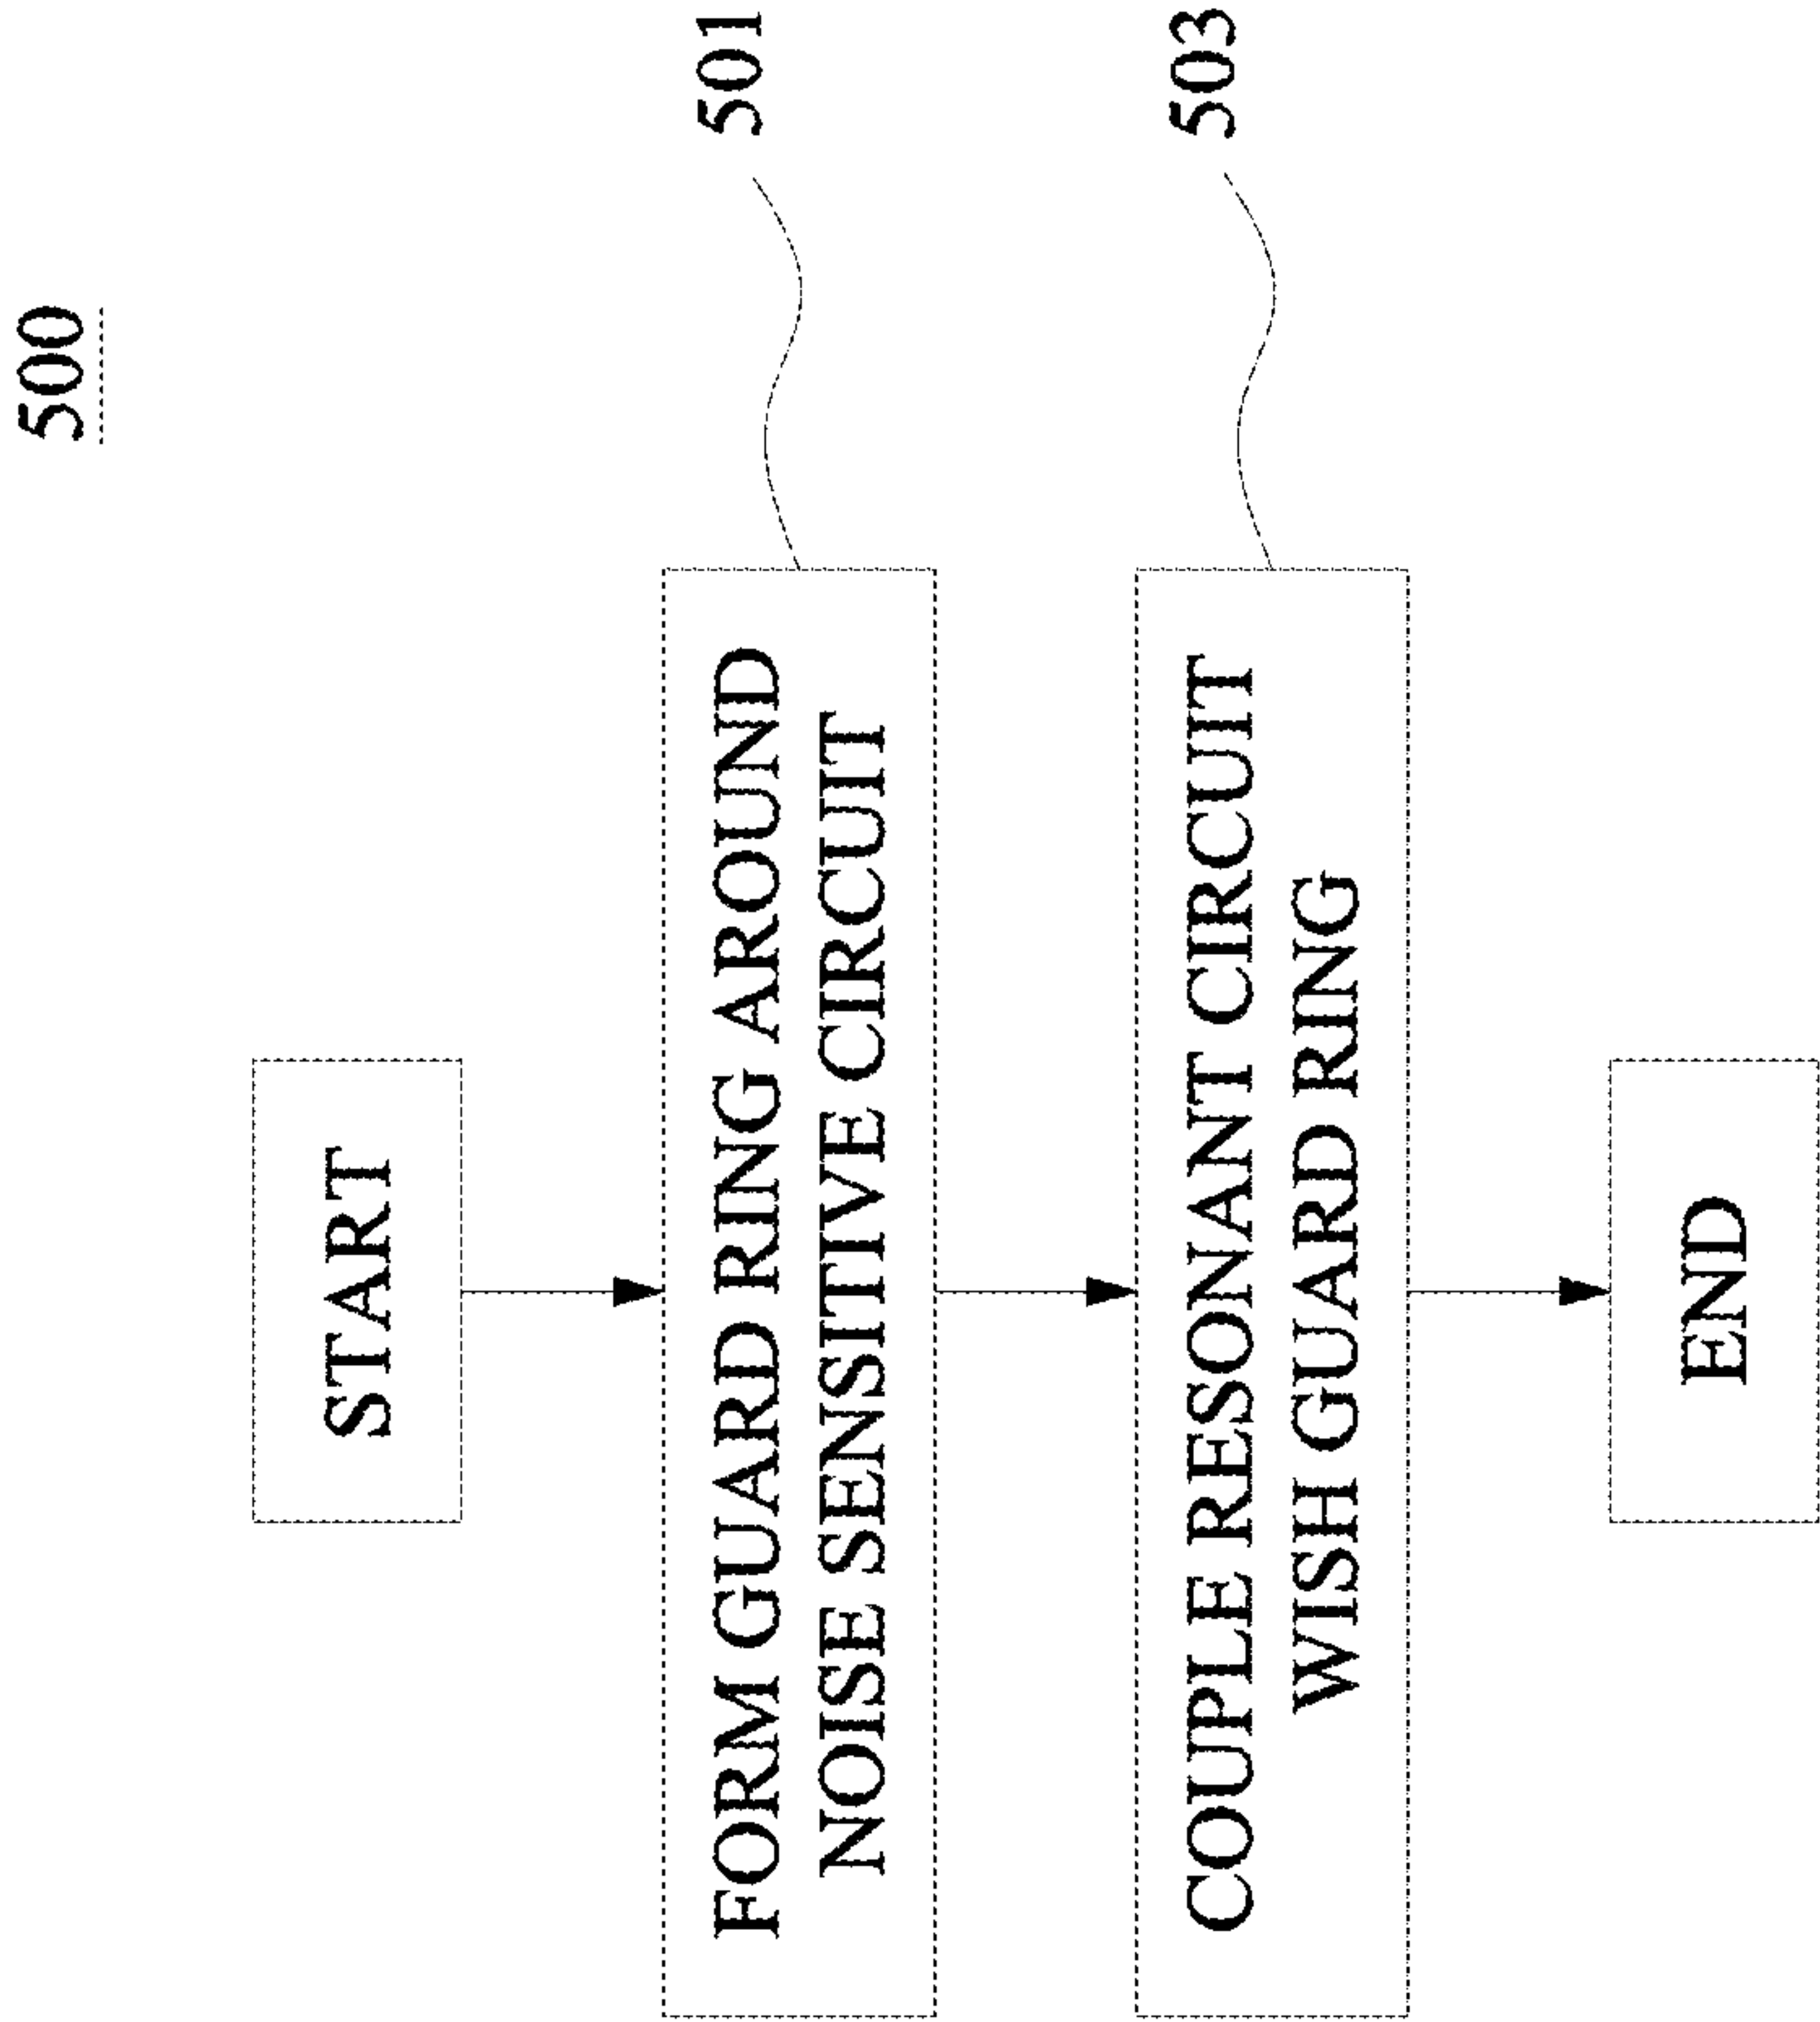 500
START
FORM GUARD RING AROUND
NOISE SENSITIVE CIRCUIT
501
COUPLE RESONANT CIRCUIT
WISH GUARD RING
503
END